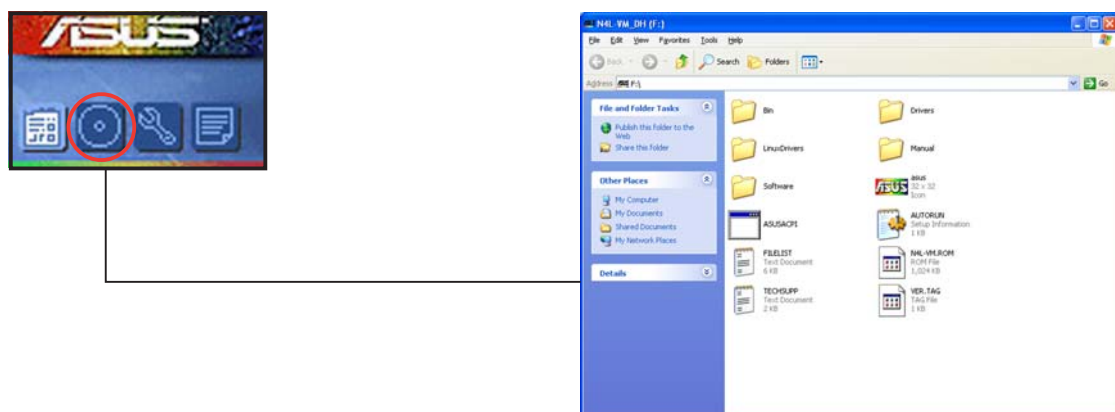 ASUS
N4L-VM_DH (F:)
File Edit View Favorites Tools Help
Back Search Folders
Address F:\ Go
File and Folder Tasks
Publish this folder to the
Web
Share this folder
Other Places
My Computer
My Documents
Shared Documents
My Network Places
Details
Bin
Drivers
LinuxDrivers
Manual
Software
asus
32 x 32
Icon
ASUSACPI
AUTORUN
Setup Information
1 KB
FILELIST
Text Document
6 KB
N4L-VM.ROM
ROM File
1,024 KB
TECHSUPP
Text Document
2 KB
VER.TAG
TAG File
1 KB
ASUS